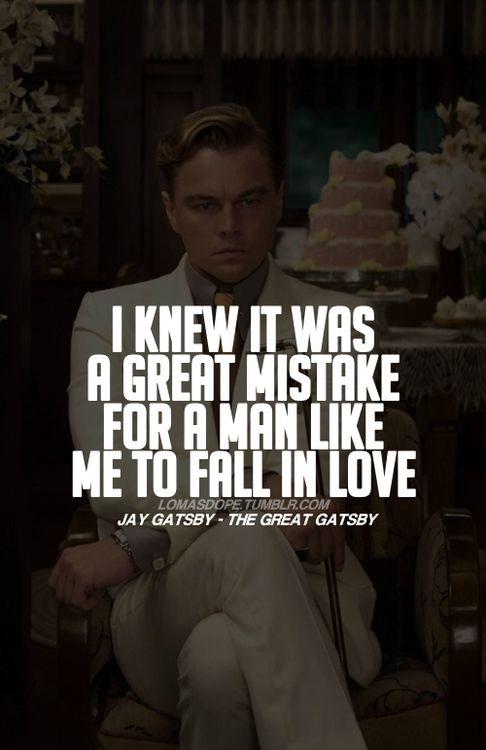 I KNEW IT WAS
A GREAT MISTAKE
FOR A MAN LIKE
ME TO FALL IN LOVE
LOMASDOPE.TUMBLR.COM
JAY GATSBY - THE GREAT GATSBY